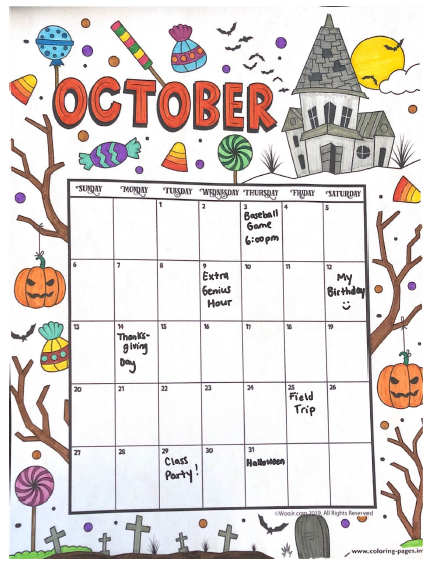 OCTOBER
SUNDAY MONDAY TUESDAY WEDNESDAY THURSDAY FRIDAY SATURDAY
1 2 3 4 5
Baseball
Game
6:00pm
6 7 8 9 10 11 12
Extra
Genius
Hour
My
Birthday
13 14 15 16 17 18 19
Thanks-
giving
Day
20 21 22 23 24 25 26
Field
Trip
27 28 29 30 31
Class
Party!
Halloween
©Woojr.com 2019. All Rights Reserved
www.coloring-pages.in